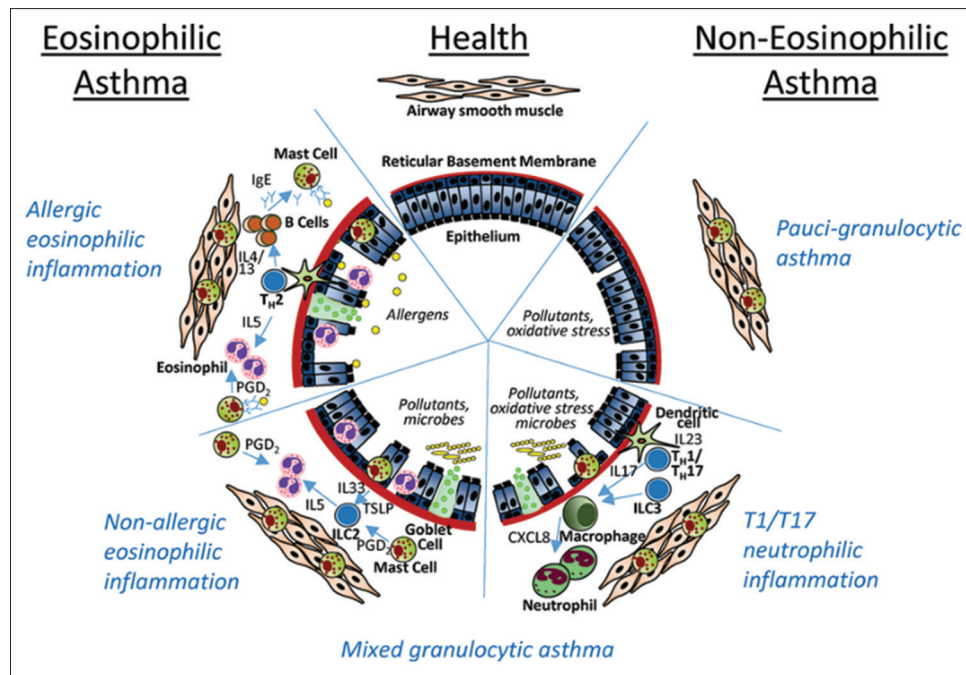 Eosinophilic
Asthma
Health
Non-Eosinophilic
Asthma
Airway smooth muscle
Reticular Basement Membrane
Epithelium
Mast Cell
IgE
B Cells
IL4/
13
TH2
IL5
Eosinophil
PGD2
Allergic
eosinophilic
inflammation
Allergens
Pollutants,
oxidative stress
Pauci-granulocytic
asthma
Pollutants,
microbes
PGD2
IL5
IL33
TSLP
ILC2
PGD2
Goblet
Cell
Mast Cell
Non-allergic
eosinophilic
inflammation
Pollutants,
oxidative stress
microbes
Dendritic
cell
IL23
TH1/
TH17
IL17
ILC3
Macrophage
CXCL8
Neutrophil
T1/T17
neutrophilic
inflammation
Mixed granulocytic asthma